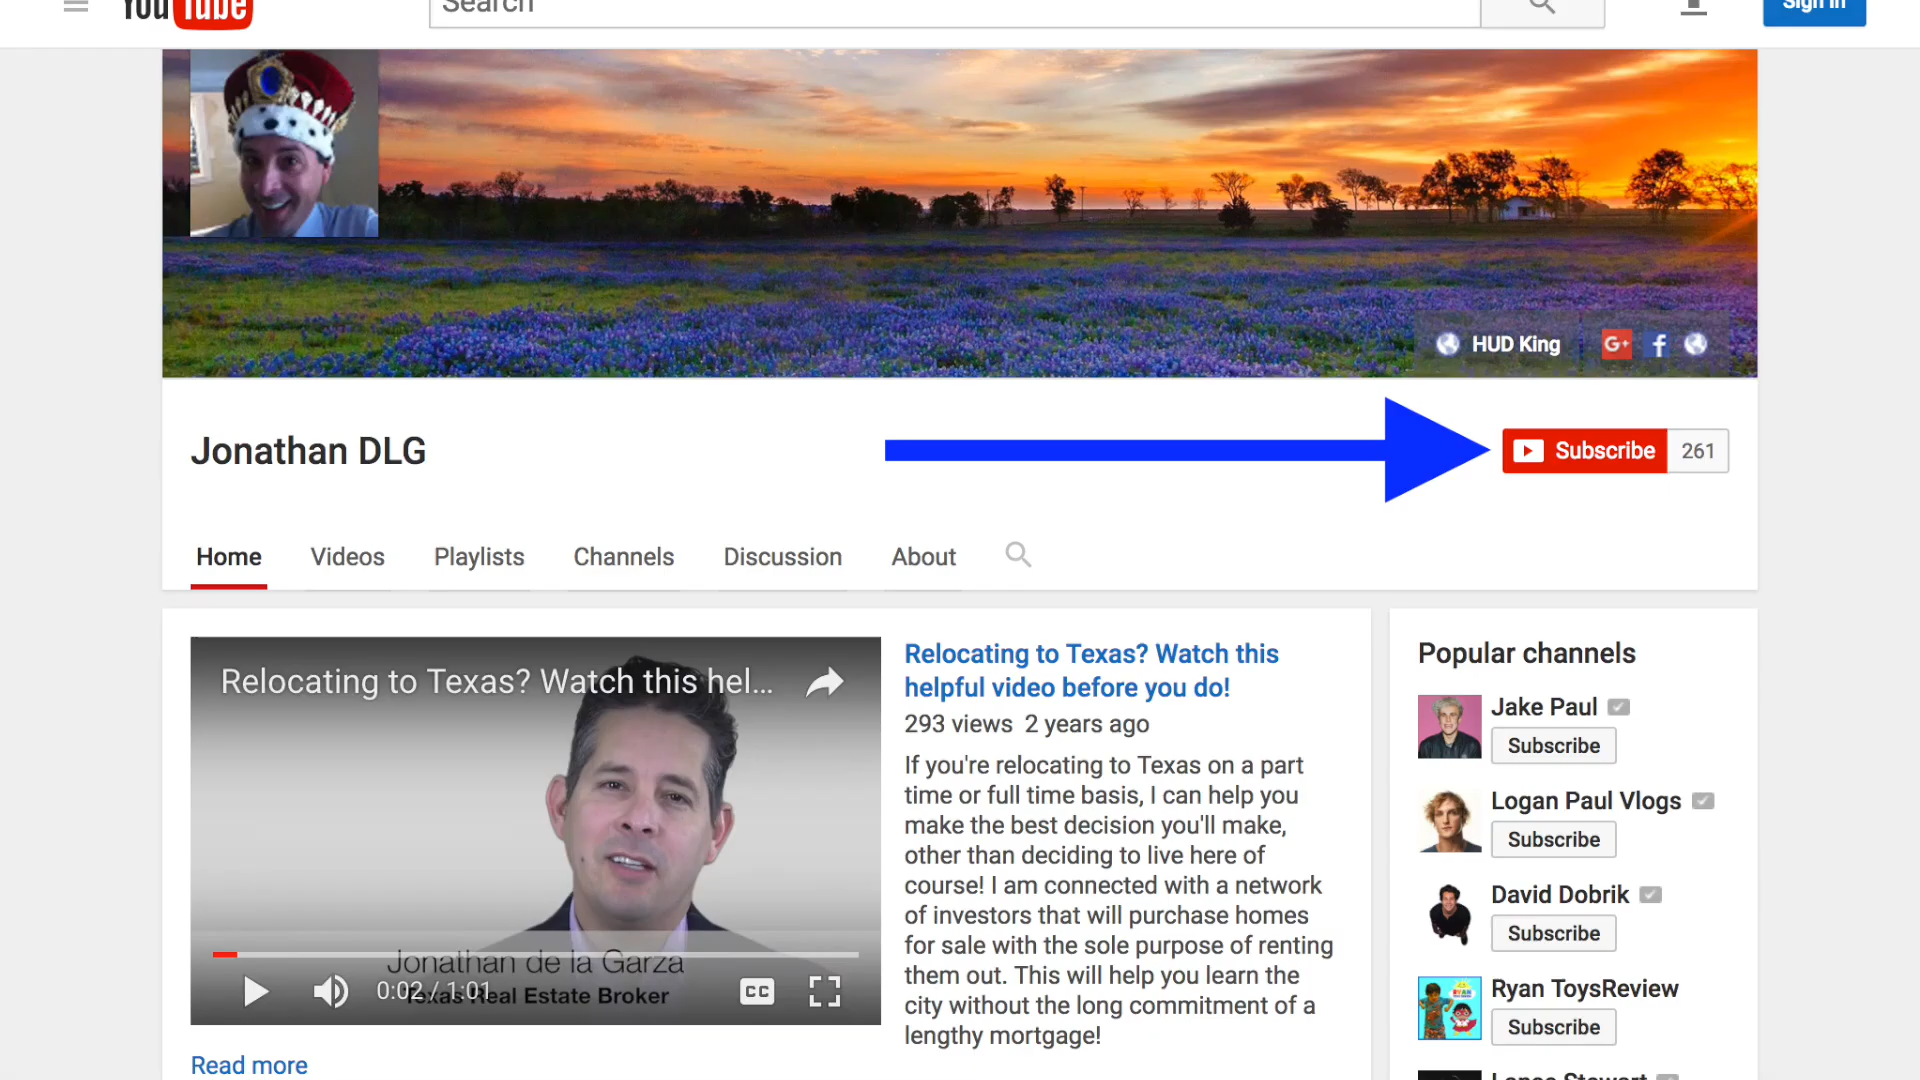 YouTube
Search
Sign in
HUD King
G+ f
Jonathan DLG
Subscribe 261
Home Videos Playlists Channels Discussion About
Relocating to Texas? Watch this hel...
Jonathan de la Garza
0:02 / 1:01
Texas Real Estate Broker
CC
Read more
Relocating to Texas? Watch this
helpful video before you do!
293 views 2 years ago
If you're relocating to Texas on a part
time or full time basis, I can help you
make the best decision you'll make,
other than deciding to live here of
course! I am connected with a network
of investors that will purchase homes
for sale with the sole purpose of renting
them out. This will help you learn the
city without the long commitment of a
lengthy mortgage!
Popular channels
Jake Paul
Subscribe
Logan Paul Vlogs
Subscribe
David Dobrik
Subscribe
RYAN
Ryan ToysReview
Subscribe